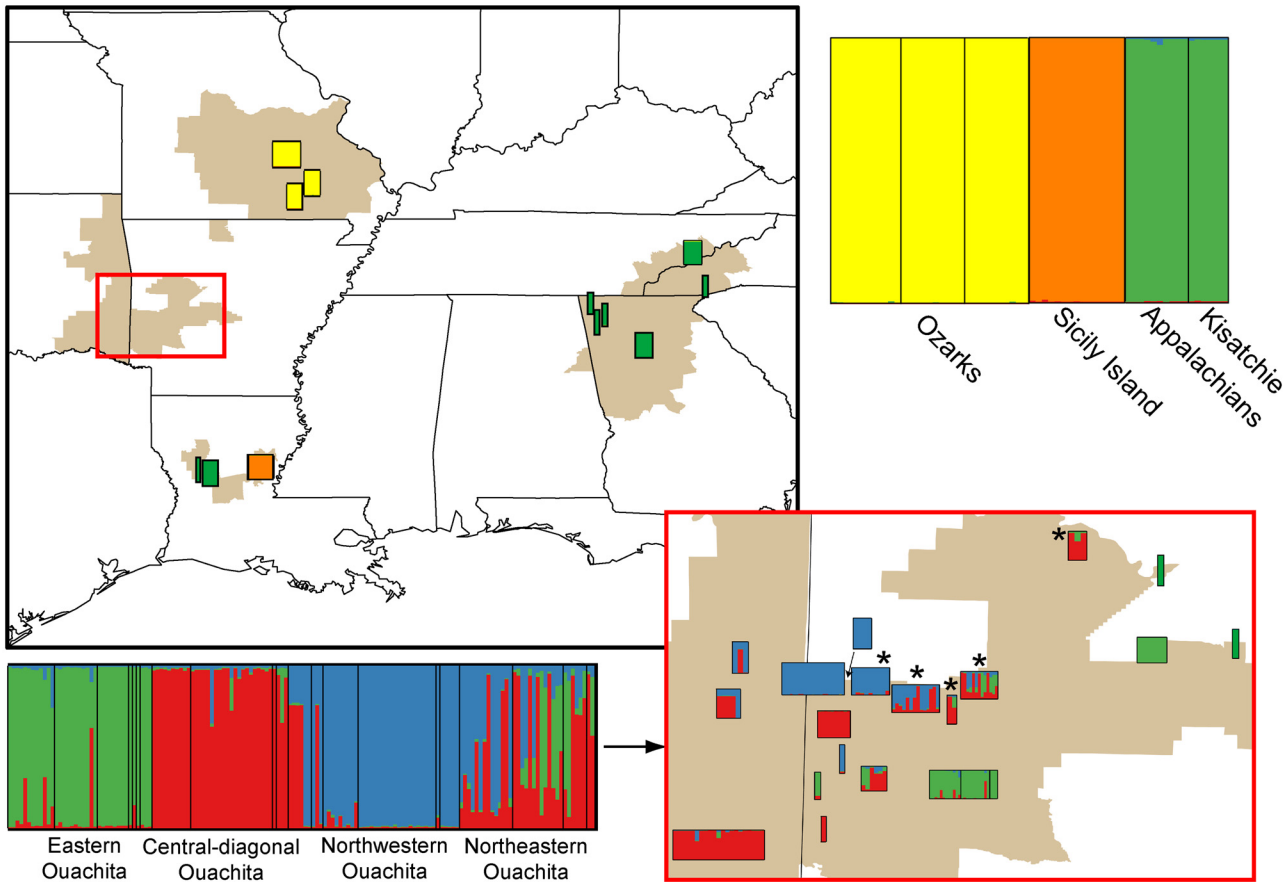 Ozarks
Sicily Island
Appalachians
Kisatchie
*
*
*
*
*
Eastern
Ouachita
Central-diagonal
Ouachita
Northwestern
Ouachita
Northeastern
Ouachita